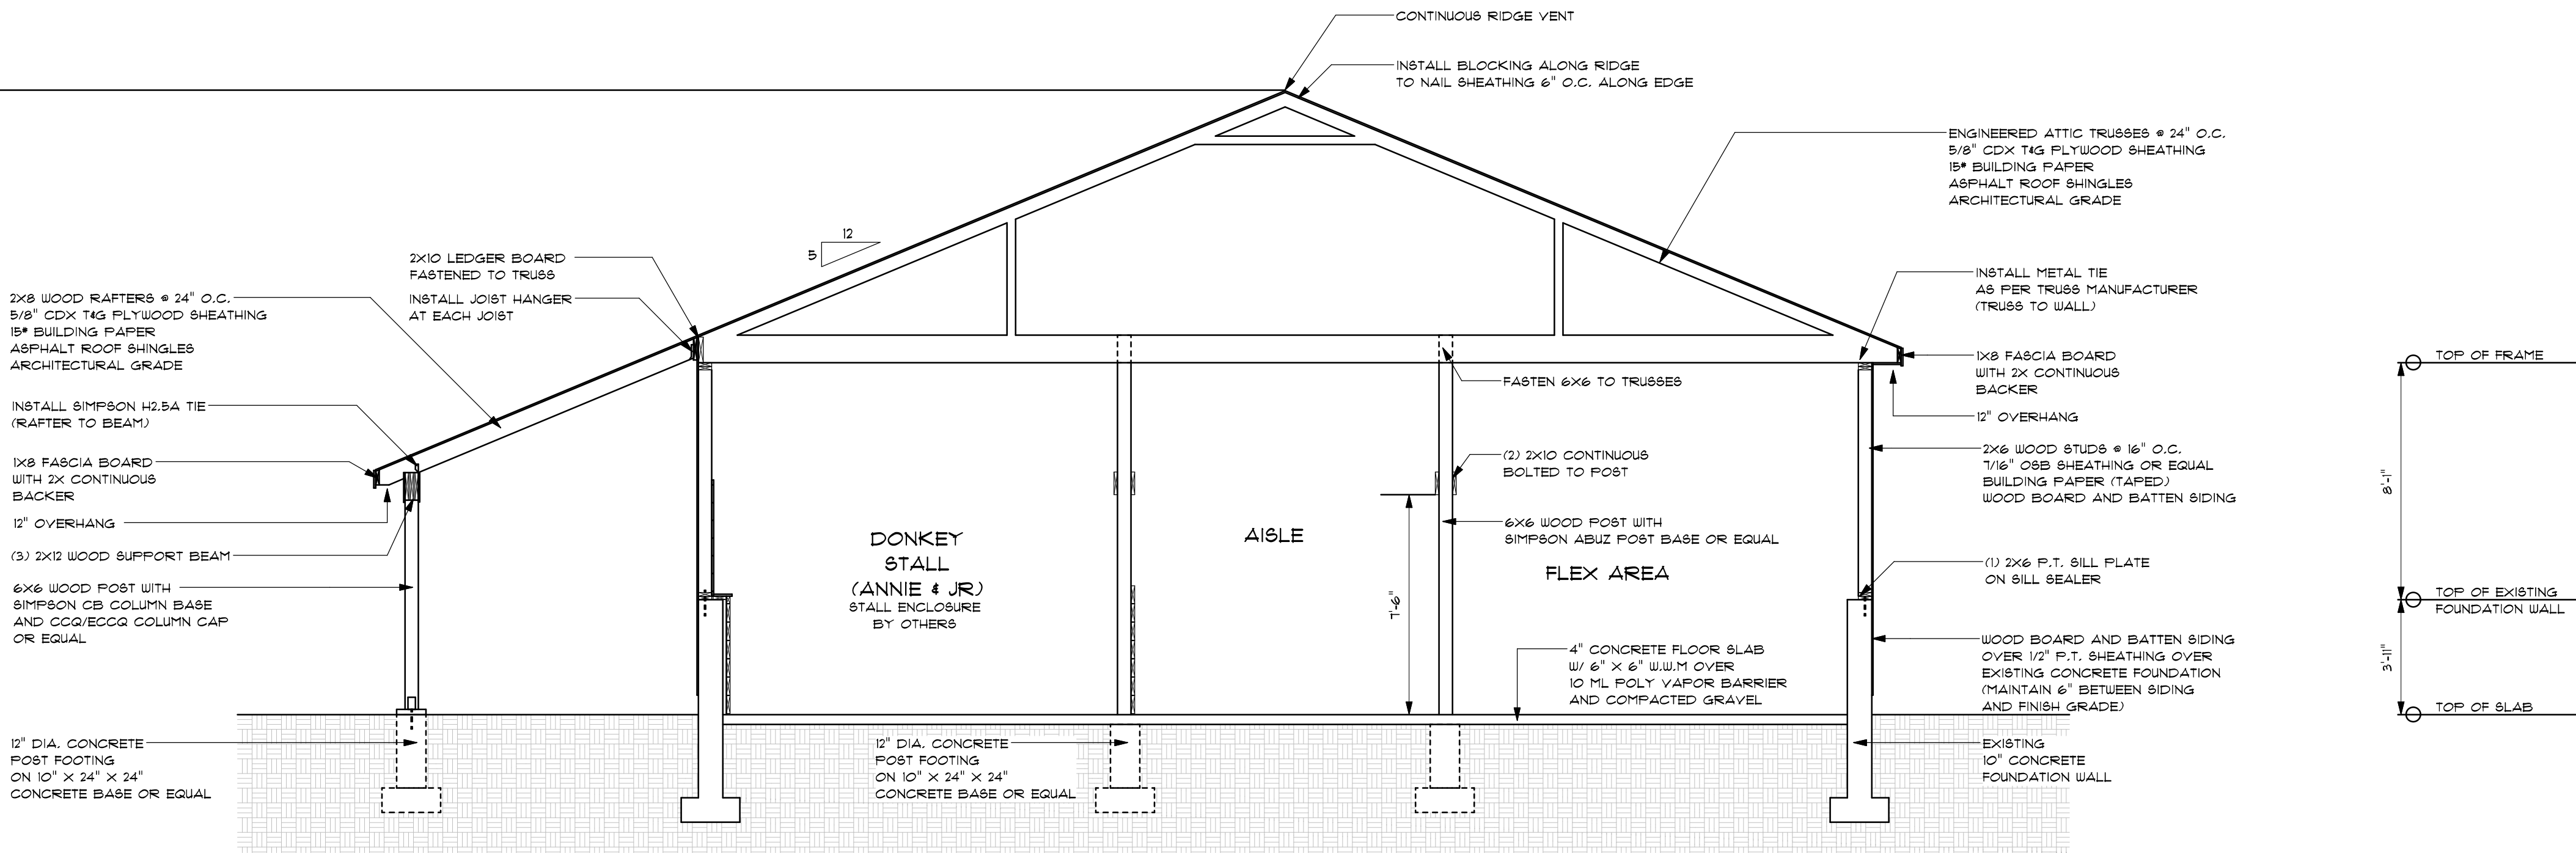 CONTINUOUS RIDGE VENT
INSTALL BLOCKING ALONG RIDGE
TO NAIL SHEATHING 6" O.C. ALONG EDGE
ENGINEERED ATTIC TRUSSES @ 24" O.C.
5/8" CDX T&G PLYWOOD SHEATHING
15# BUILDING PAPER
ASPHALT ROOF SHINGLES
ARCHITECTURAL GRADE
12
5
2X10 LEDGER BOARD
FASTENED TO TRUSS
INSTALL JOIST HANGER
AT EACH JOIST
2X8 WOOD RAFTERS @ 24" O.C.
5/8" CDX T&G PLYWOOD SHEATHING
15# BUILDING PAPER
ASPHALT ROOF SHINGLES
ARCHITECTURAL GRADE
INSTALL SIMPSON H2.5A TIE
(RAFTER TO BEAM)
1X8 FASCIA BOARD
WITH 2X CONTINUOUS
BACKER
12" OVERHANG
(3) 2X12 WOOD SUPPORT BEAM
6X6 WOOD POST WITH
SIMPSON CB COLUMN BASE
AND CCQ/ECCQ COLUMN CAP
OR EQUAL
12" DIA. CONCRETE
POST FOOTING
ON 10" X 24" X 24"
CONCRETE BASE OR EQUAL
DONKEY
STALL
(ANNIE & JR)
STALL ENCLOSURE
BY OTHERS
12" DIA. CONCRETE
POST FOOTING
ON 10" X 24" X 24"
CONCRETE BASE OR EQUAL
AISLE
7'-6"
FASTEN 6X6 TO TRUSSES
(2) 2X10 CONTINUOUS
BOLTED TO POST
6X6 WOOD POST WITH
SIMPSON ABUZ POST BASE OR EQUAL
FLEX AREA
4" CONCRETE FLOOR SLAB
W/ 6" X 6" W.W.M OVER
10 ML POLY VAPOR BARRIER
AND COMPACTED GRAVEL
INSTALL METAL TIE
AS PER TRUSS MANUFACTURER
(TRUSS TO WALL)
1X8 FASCIA BOARD
WITH 2X CONTINUOUS
BACKER
12" OVERHANG
2X6 WOOD STUDS @ 16" O.C.
7/16" OSB SHEATHING OR EQUAL
BUILDING PAPER (TAPED)
WOOD BOARD AND BATTEN SIDING
(1) 2X6 P.T. SILL PLATE
ON SILL SEALER
WOOD BOARD AND BATTEN SIDING
OVER 1/2" P.T. SHEATHING OVER
EXISTING CONCRETE FOUNDATION
(MAINTAIN 6" BETWEEN SIDING
AND FINISH GRADE)
EXISTING
10" CONCRETE
FOUNDATION WALL
TOP OF FRAME
8'-1"
TOP OF EXISTING
FOUNDATION WALL
3'-11"
TOP OF SLAB